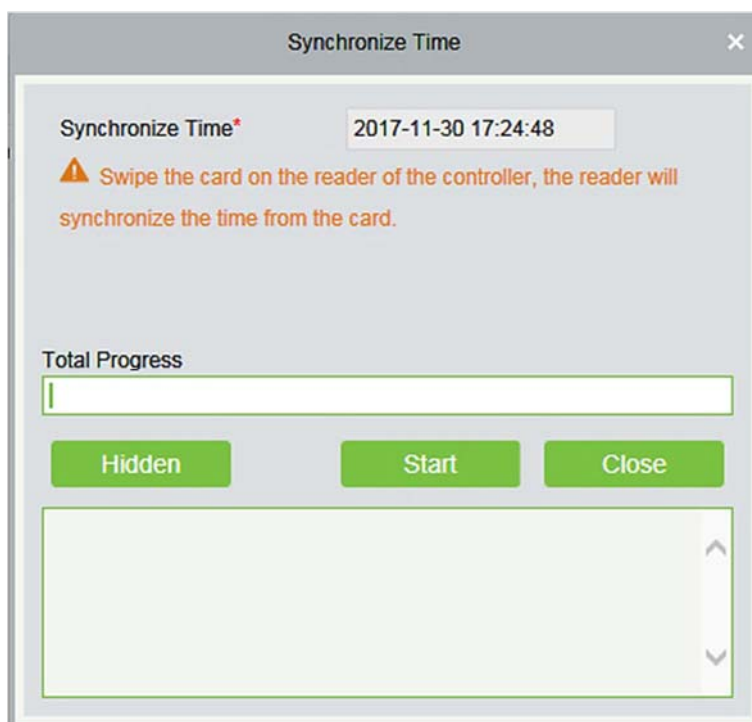 Synchronize Time
Synchronize Time* 2017-11-30 17:24:48
Swipe the card on the reader of the controller, the reader will
synchronize the time from the card.
Total Progress
Hidden Start Close